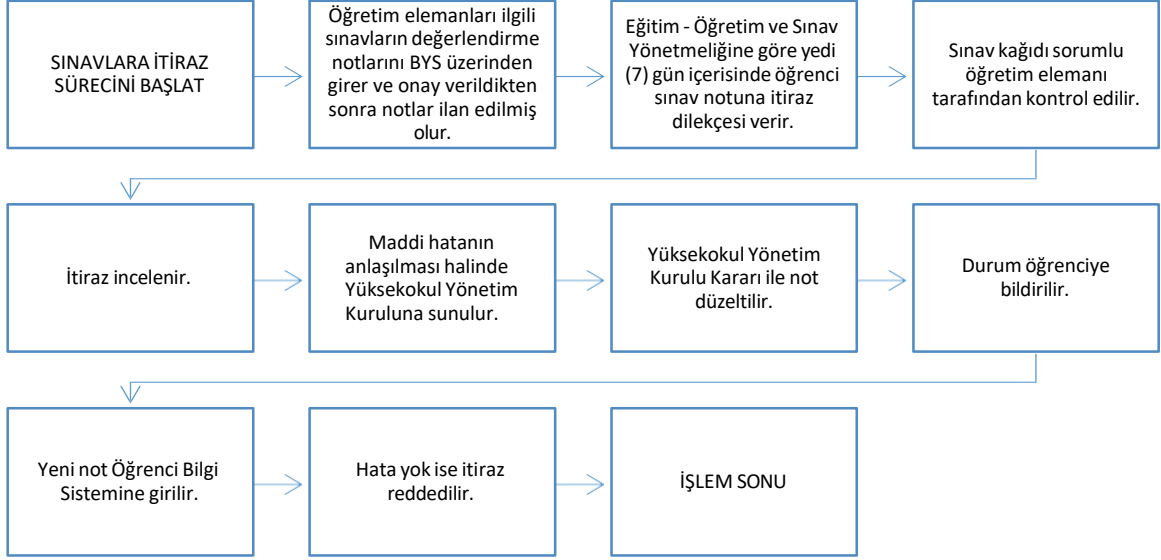 SINAVLARA İTİRAZ
SÜRECİNİ BAŞLAT
Öğretim elemanları ilgili
sınavların değerlendirme
notlarını BYS üzerinden
girer ve onay verildikten
sonra notlar ilan edilmiş
olur.
Eğitim - Öğretim ve Sınav
Yönetmeliğine göre yedi
(7) gün içerisinde öğrenci
sınav notuna itiraz
dilekçesi verir.
Sınav kağıdı sorumlu
öğretim elemanı
tarafından kontrol edilir.
İtiraz incelenir.
Maddi hatanın
anlaşılması halinde
Yüksekokul Yönetim
Kuruluna sunulur.
Yüksekokul Yönetim
Kurulu Kararı ile not
düzeltilir.
Durum öğrenciye
bildirilir.
Yeni not Öğrenci Bilgi
Sistemine girilir.
Hata yok ise itiraz
reddedilir.
İŞLEM SONU